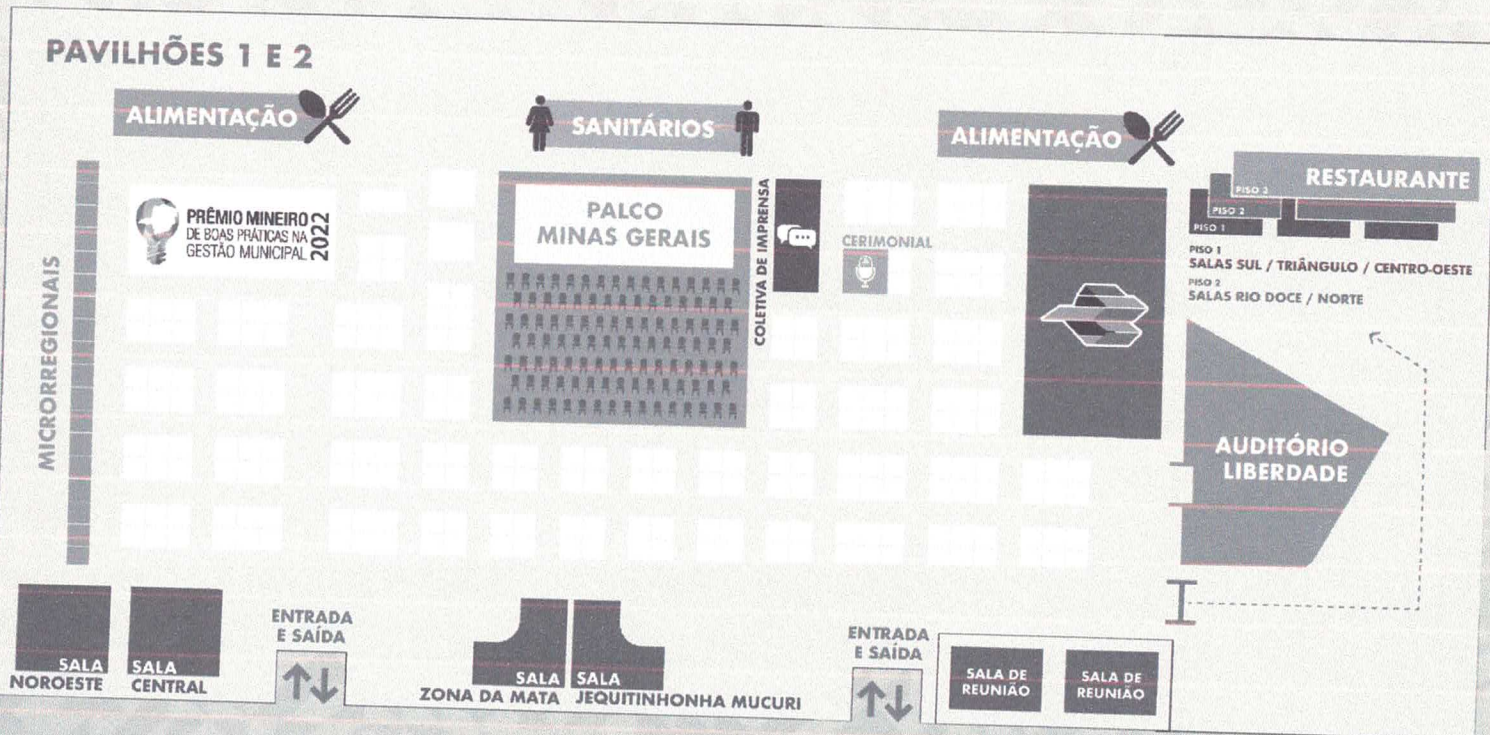 PAVILHÕES 1 E 2
ALIMENTAÇÃO
SANITÁRIOS
ALIMENTAÇÃO
RESTAURANTE
PISO 2
PISO 2
PISO 1
PISO 1
SALAS SUL / TRIÂNGULO / CENTRO-OESTE
PISO 2
SALAS RIO DOCE / NORTE
MICRORREGIONAIS
PRÊMIO MINEIRO
DE BOAS PRÁTICAS NA
GESTÃO MUNICIPAL
2022
PALCO
MINAS GERAIS
COLETIVA DE IMPRENSA
CERIMONIAL
AUDITÓRIO
LIBERDADE
SALA
NOROESTE
SALA
CENTRAL
ENTRADA
E SAÍDA
SALA
ZONA DA MATA
SALA
JEQUITINHONHA MUCURI
ENTRADA
E SAÍDA
SALA DE
REUNIÃO
SALA DE
REUNIÃO